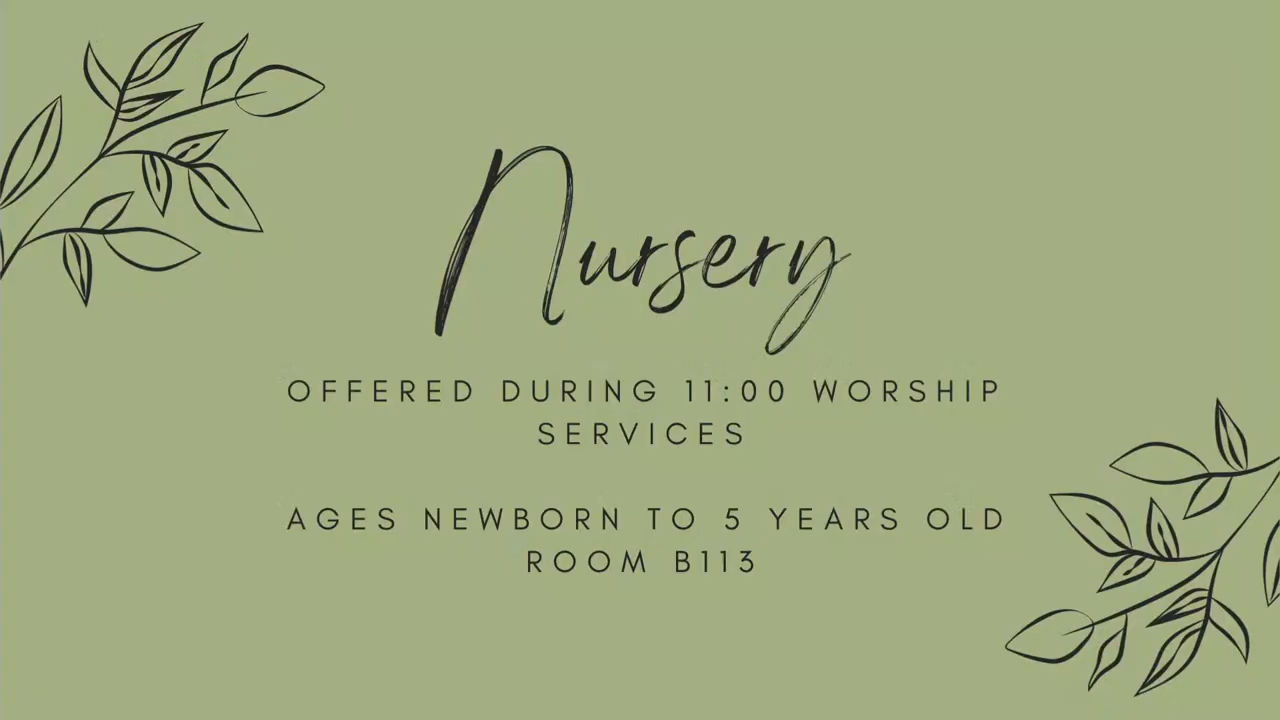 Nursery
OFFERED DURING 11:00 WORSHIP
SERVICES
AGES NEWBORN TO 5 YEARS OLD
ROOM B113